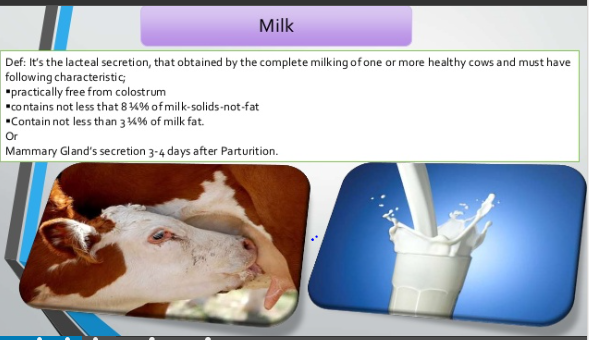 Milk
Def: It's the lacteal secretion, that obtained by the complete milking of one or more healthy cows and must have
following characteristic;
▪practically free from colostrum
▪contains not less that 8 ¼% of milk-solids-not-fat
▪Contain not less than 3 ¼% of milk fat.
Or
Mammary Gland's secretion 3-4 days after Parturition.